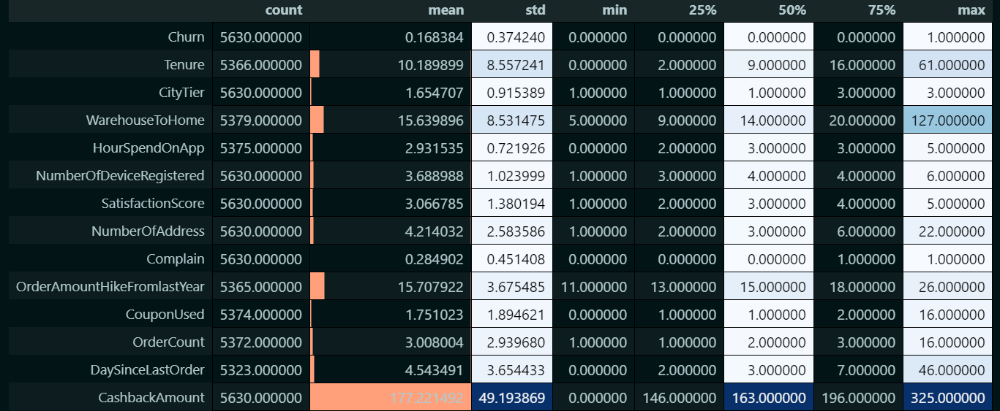 count mean std min 25% 50% 75% max
Churn 5630.000000 0.168384 0.374240 0.000000 0.000000 0.000000 0.000000 1.000000
Tenure 5366.000000 10.189899 8.557241 0.000000 2.000000 9.000000 16.000000 61.000000
CityTier 5630.000000 1.654707 0.915389 1.000000 1.000000 1.000000 3.000000 3.000000
WarehouseToHome 5379.000000 15.639896 8.531475 5.000000 9.000000 14.000000 20.000000 127.000000
HourSpendOnApp 5375.000000 2.931535 0.721926 0.000000 2.000000 3.000000 3.000000 5.000000
NumberOfDeviceRegistered 5630.000000 3.688988 1.023999 1.000000 3.000000 4.000000 4.000000 6.000000
SatisfactionScore 5630.000000 3.066785 1.380194 1.000000 2.000000 3.000000 4.000000 5.000000
NumberOfAddress 5630.000000 4.214032 2.583586 1.000000 2.000000 3.000000 6.000000 22.000000
Complain 5630.000000 0.284902 0.451408 0.000000 0.000000 0.000000 1.000000 1.000000
OrderAmountHikeFromlastYear 5365.000000 15.707922 3.675485 11.000000 13.000000 15.000000 18.000000 26.000000
CouponUsed 5374.000000 1.751023 1.894621 0.000000 1.000000 1.000000 2.000000 16.000000
OrderCount 5372.000000 3.008004 2.939680 1.000000 1.000000 2.000000 3.000000 16.000000
DaySinceLastOrder 5323.000000 4.543491 3.654433 0.000000 2.000000 3.000000 7.000000 46.000000
CashbackAmount 5630.000000 177.221492 49.193869 0.000000 146.000000 163.000000 196.000000 325.000000